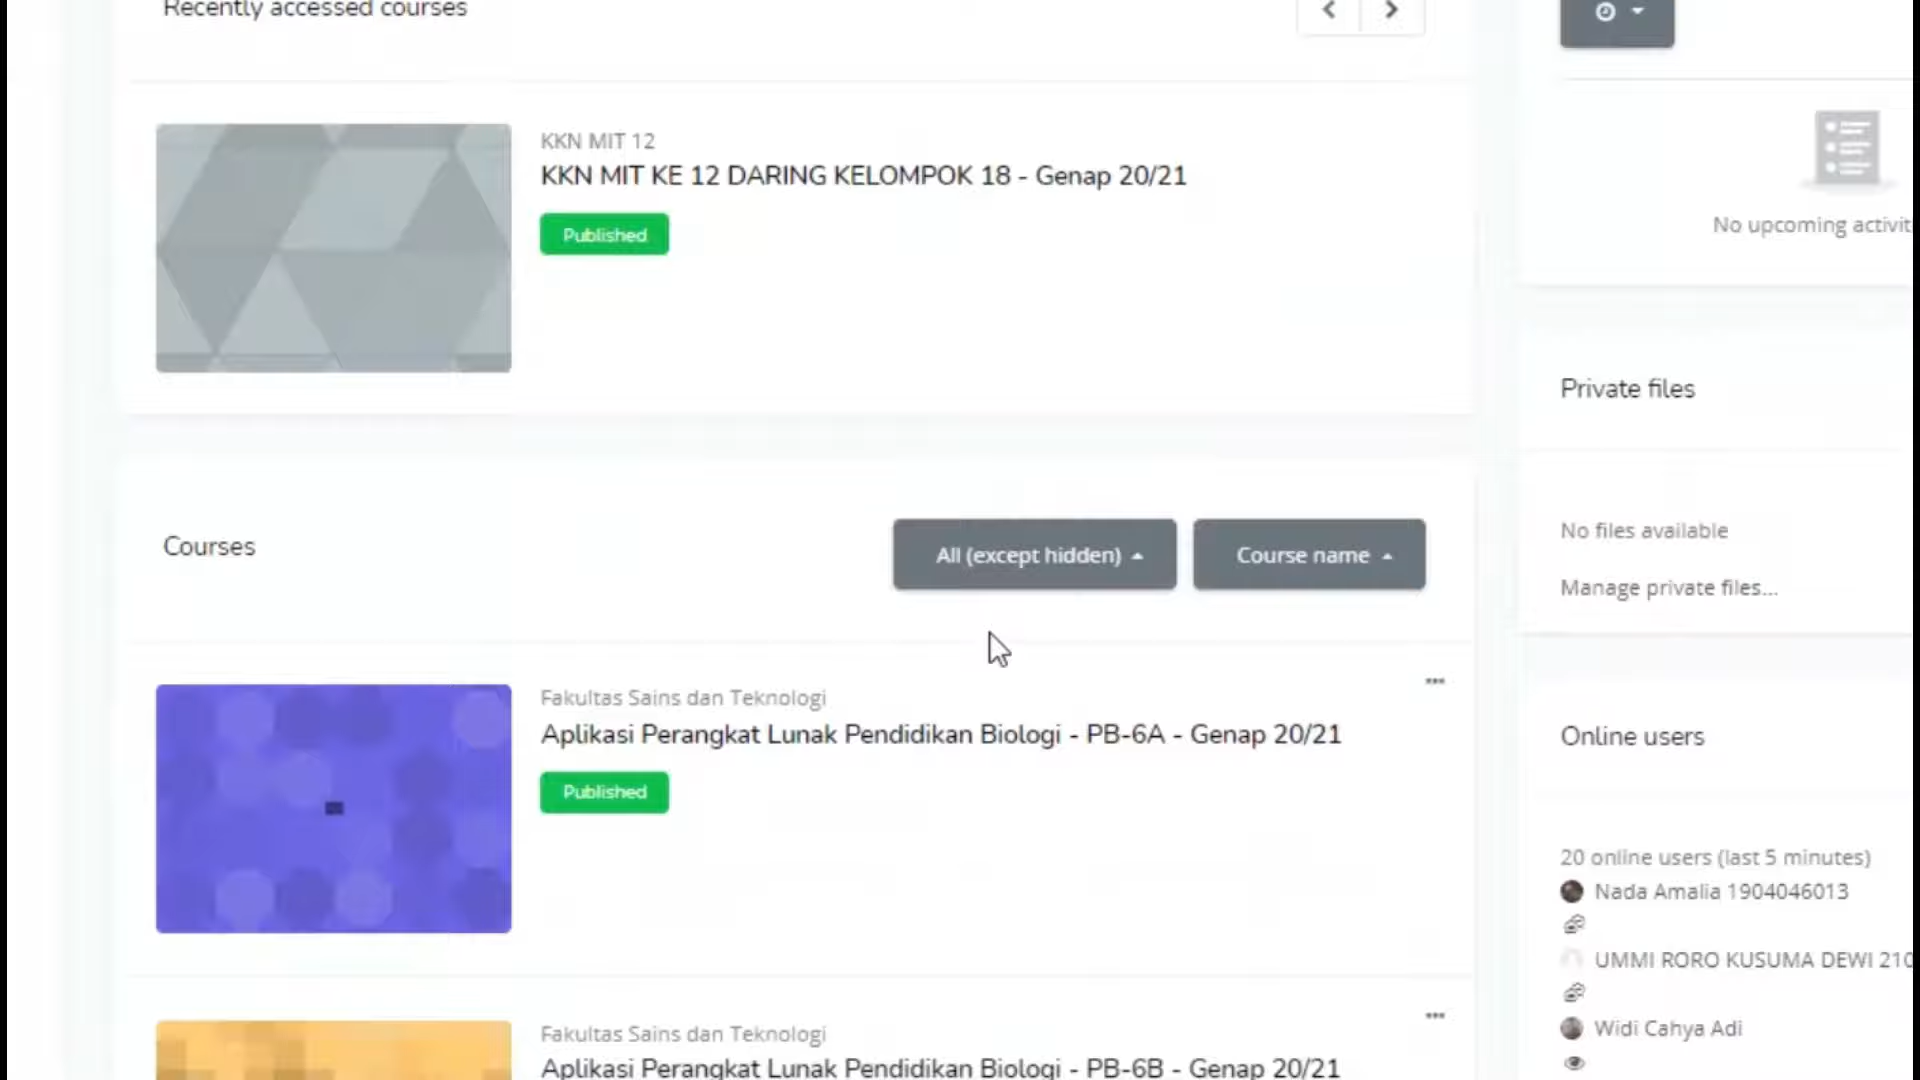 Recently accessed courses
KKN MIT 12
KKN MIT KE 12 DARING KELOMPOK 18 - Genap 20/21
Published
Courses
All (except hidden)
Course name
Fakultas Sains dan Teknologi
Aplikasi Perangkat Lunak Pendidikan Biologi - PB-6A - Genap 20/21
Published
Fakultas Sains dan Teknologi
Aplikasi Perangkat Lunak Pendidikan Biologi - PB-6B - Genap 20/21
No upcoming activit
Private files
No files available
Manage private files...
Online users
20 online users (last 5 minutes)
Nada Amalia 1904046013
UMMI RORO KUSUMA DEWI 210
Widi Cahya Adi